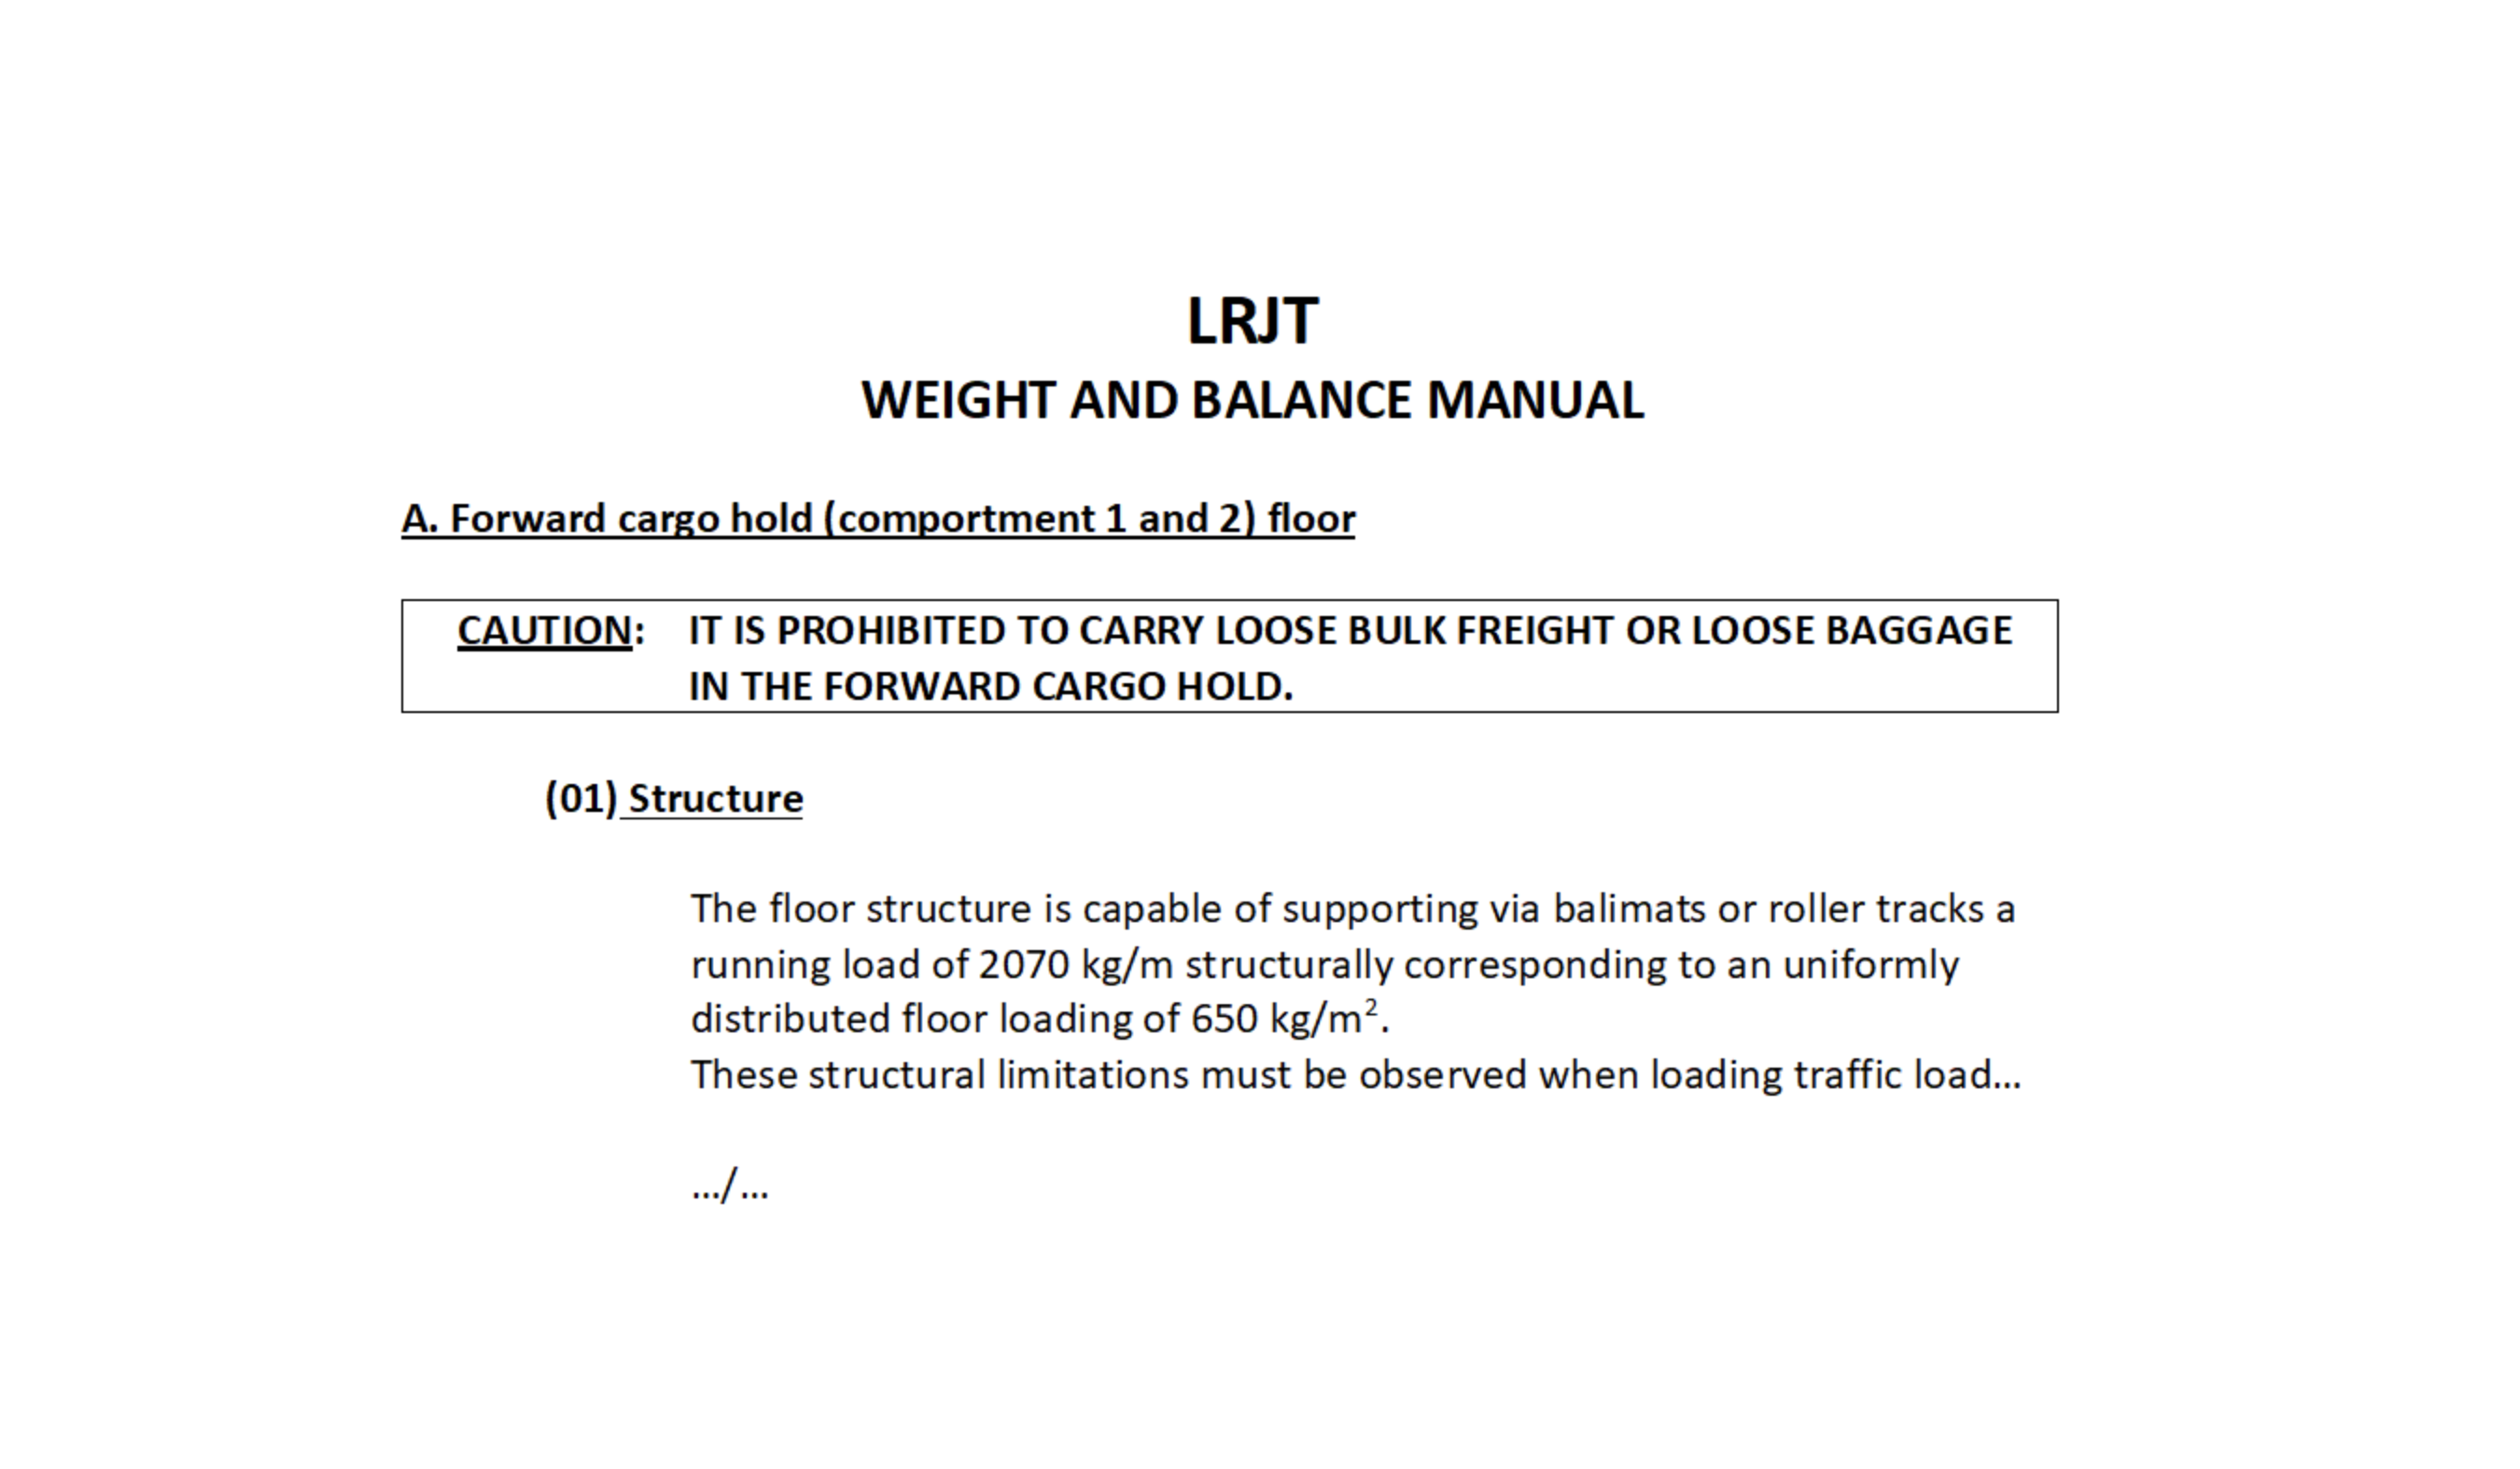 LRJT
WEIGHT AND BALANCE MANUAL
A. Forward cargo hold (comportment 1 and 2) floor
CAUTION: IT IS PROHIBITED TO CARRY LOOSE BULK FREIGHT OR LOOSE BAGGAGE
IN THE FORWARD CARGO HOLD.
(01) Structure
The floor structure is capable of supporting via balimats or roller tracks a
running load of 2070 kg/m structurally corresponding to an uniformly
distributed floor loading of 650 kg/m².
These structural limitations must be observed when loading traffic load...
.../...